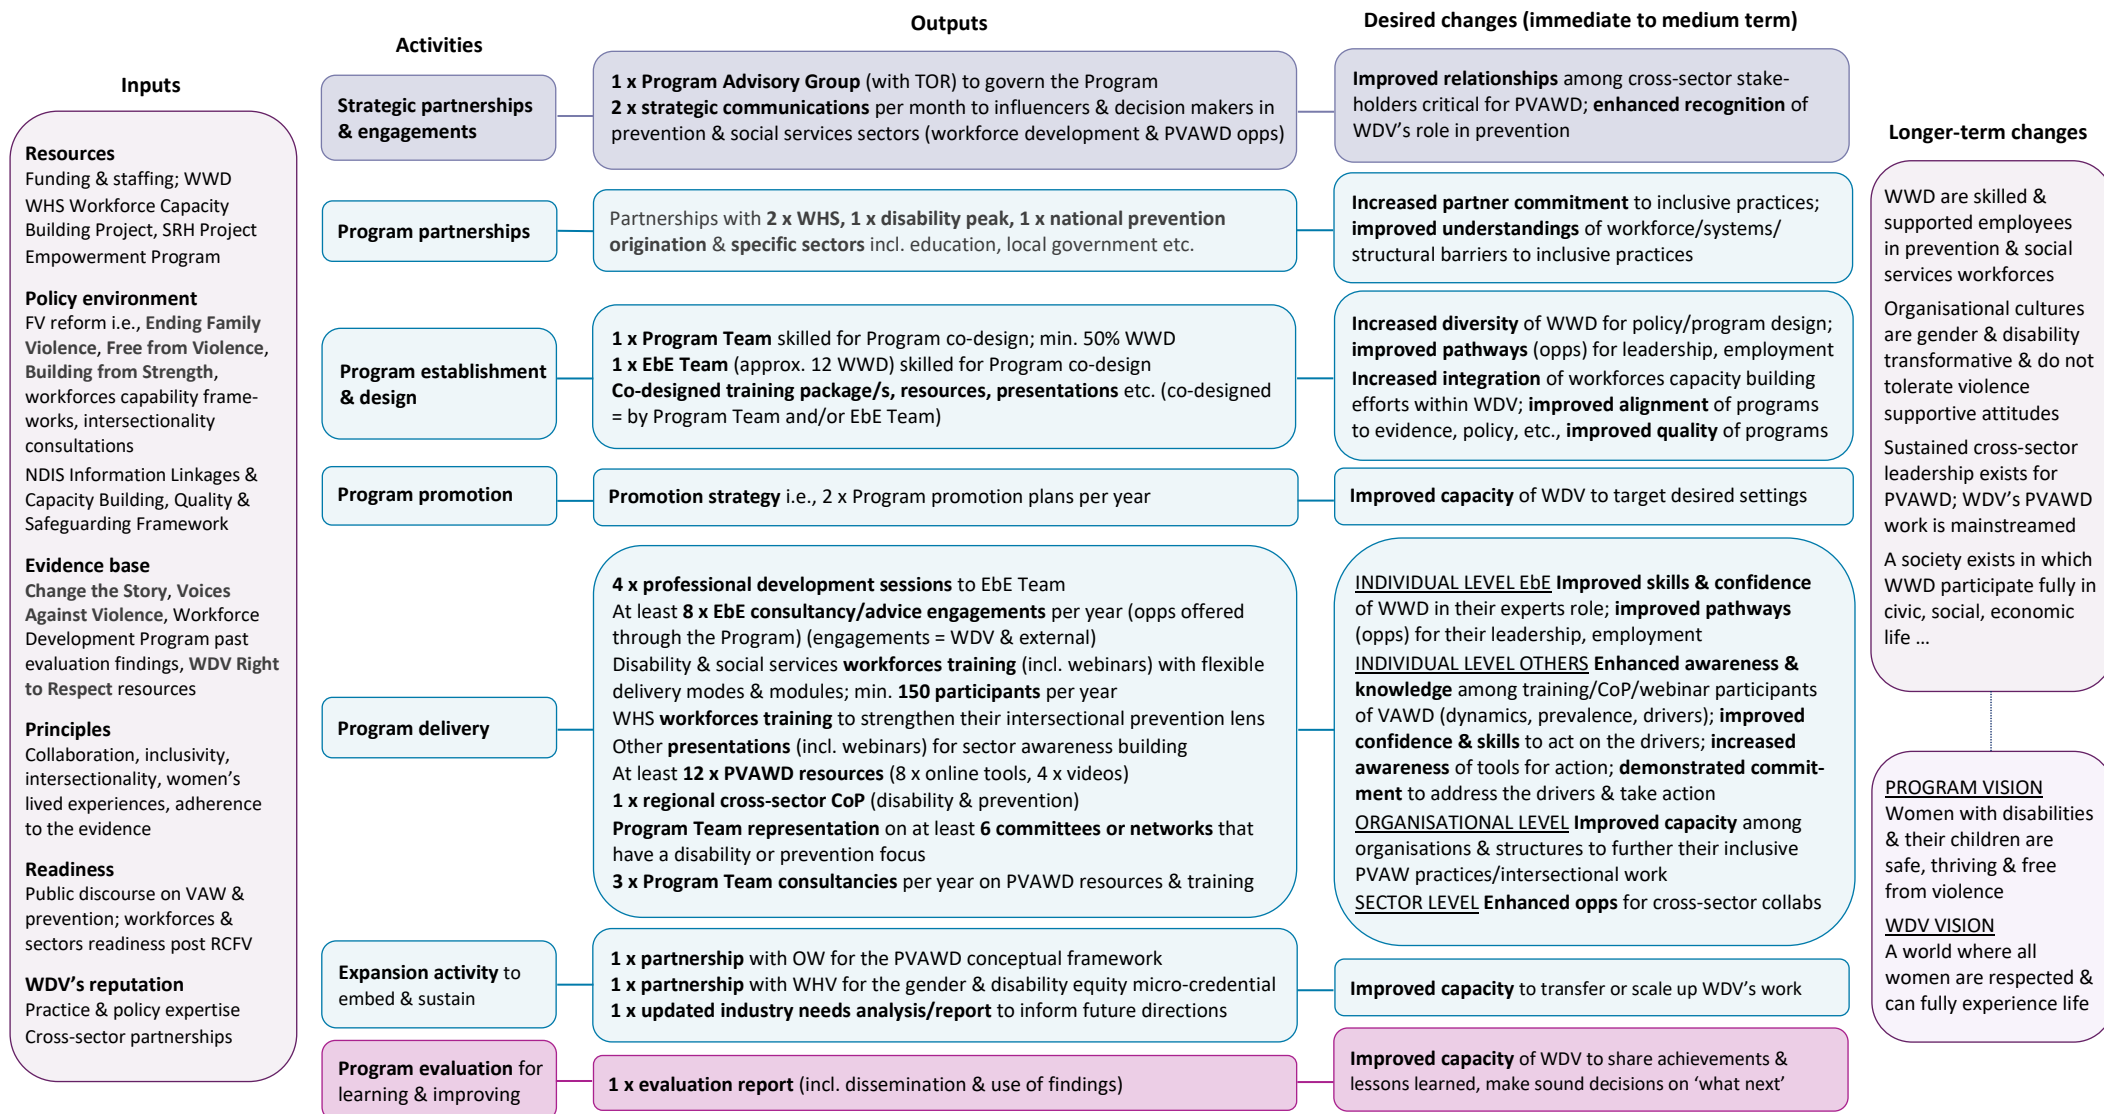 Inputs
Resources
Funding & staffing; WWD
WHS Workforce Capacity
Building Project, SRH Project
Empowerment Program
Policy environment
FV reform i.e., Ending Family
Violence, Free from Violence,
Building from Strength,
workforces capability frame-
works, intersectionality
consultations
NDIS Information Linkages &
Capacity Building, Quality &
Safeguarding Framework
Evidence base
Change the Story, Voices
Against Violence, Workforce
Development Program past
evaluation findings, WDV Right
to Respect resources
Principles
Collaboration, inclusivity,
intersectionality, women's
lived experiences, adherence
to the evidence
Readiness
Public discourse on VAW &
prevention; workforces &
sectors readiness post RCFV
WDV's reputation
Practice & policy expertise
Cross-sector partnerships
Activities
Outputs
Desired changes (immediate to medium term)
Strategic partnerships
& engagements
1 x Program Advisory Group (with TOR) to govern the Program
2 x strategic communications per month to influencers & decision makers in
prevention & social services sectors (workforce development & PVAWD opps)
Improved relationships among cross-sector stake-
holders critical for PVAWD; enhanced recognition of
WDV's role in prevention
Program partnerships
Partnerships with 2 x WHS, 1 x disability peak, 1 x national prevention
origination & specific sectors incl. education, local government etc.
Increased partner commitment to inclusive practices;
improved understandings of workforce/systems/
structural barriers to inclusive practices
Program establishment
& design
1 x Program Team skilled for Program co-design; min. 50% WWD
1 x EbE Team (approx. 12 WWD) skilled for Program co-design
Co-designed training package/s, resources, presentations etc. (co-designed
= by Program Team and/or EbE Team)
Increased diversity of WWD for policy/program design;
improved pathways (opps) for leadership, employment
Increased integration of workforces capacity building
efforts within WDV; improved alignment of programs
to evidence, policy, etc., improved quality of programs
Program promotion
Promotion strategy i.e., 2 x Program promotion plans per year
Improved capacity of WDV to target desired settings
Program delivery
4 x professional development sessions to EbE Team
At least 8 x EbE consultancy/advice engagements per year (opps offered
through the Program) (engagements = WDV & external)
Disability & social services workforces training (incl. webinars) with flexible
delivery modes & modules; min. 150 participants per year
WHS workforces training to strengthen their intersectional prevention lens
Other presentations (incl. webinars) for sector awareness building
At least 12 x PVAWD resources (8 x online tools, 4 x videos)
1 x regional cross-sector CoP (disability & prevention)
Program Team representation on at least 6 committees or networks that
have a disability or prevention focus
3 x Program Team consultancies per year on PVAWD resources & training
INDIVIDUAL LEVEL EbE Improved skills & confidence
of WWD in their experts role; improved pathways
(opps) for their leadership, employment
INDIVIDUAL LEVEL OTHERS Enhanced awareness &
knowledge among training/CoP/webinar participants
of VAWD (dynamics, prevalence, drivers); improved
confidence & skills to act on the drivers; increased
awareness of tools for action; demonstrated commit-
ment to address the drivers & take action
ORGANISATIONAL LEVEL Improved capacity among
organisations & structures to further their inclusive
PVAW practices/intersectional work
SECTOR LEVEL Enhanced opps for cross-sector collabs
Expansion activity to
embed & sustain
1 x partnership with OW for the PVAWD conceptual framework
1 x partnership with WHV for the gender & disability equity micro-credential
1 x updated industry needs analysis/report to inform future directions
Improved capacity to transfer or scale up WDV's work
Program evaluation for
learning & improving
1 x evaluation report (incl. dissemination & use of findings)
Improved capacity of WDV to share achievements &
lessons learned, make sound decisions on 'what next'
Longer-term changes
WWD are skilled &
supported employees
in prevention & social
services workforces
Organisational cultures
are gender & disability
transformative & do not
tolerate violence
supportive attitudes
Sustained cross-sector
leadership exists for
PVAWD; WDV's PVAWD
work is mainstreamed
A society exists in which
WWD participate fully in
civic, social, economic
life ...
PROGRAM VISION
Women with disabilities
& their children are
safe, thriving & free
from violence
WDV VISION
A world where all
women are respected &
can fully experience life